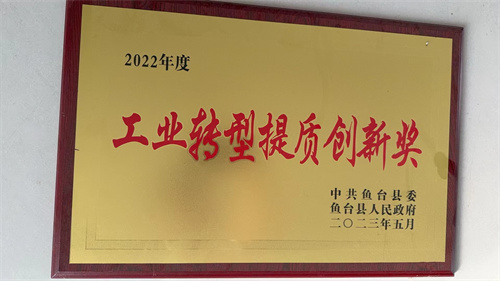 2022年度
工业转型提质创新奖
中共鱼台县委
鱼台县人民政府
二〇二三年五月